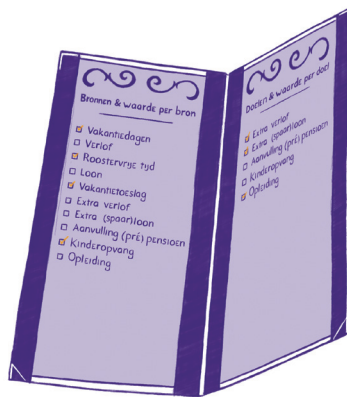 Bronnen & waarde per bron
Vakantiedagen
Verlof
Roostervrije tijd
Loon
Vakantietoeslag
Extra verlof
Extra (spaar)loon
Aanvulling (pré) pensioen
Kinderopvang
Opleiding
Doelen & waarde per doel
Extra verlof
Extra (spaar)loon
Aanvulling (pré) pensioen
Kinderopvang
Opleiding